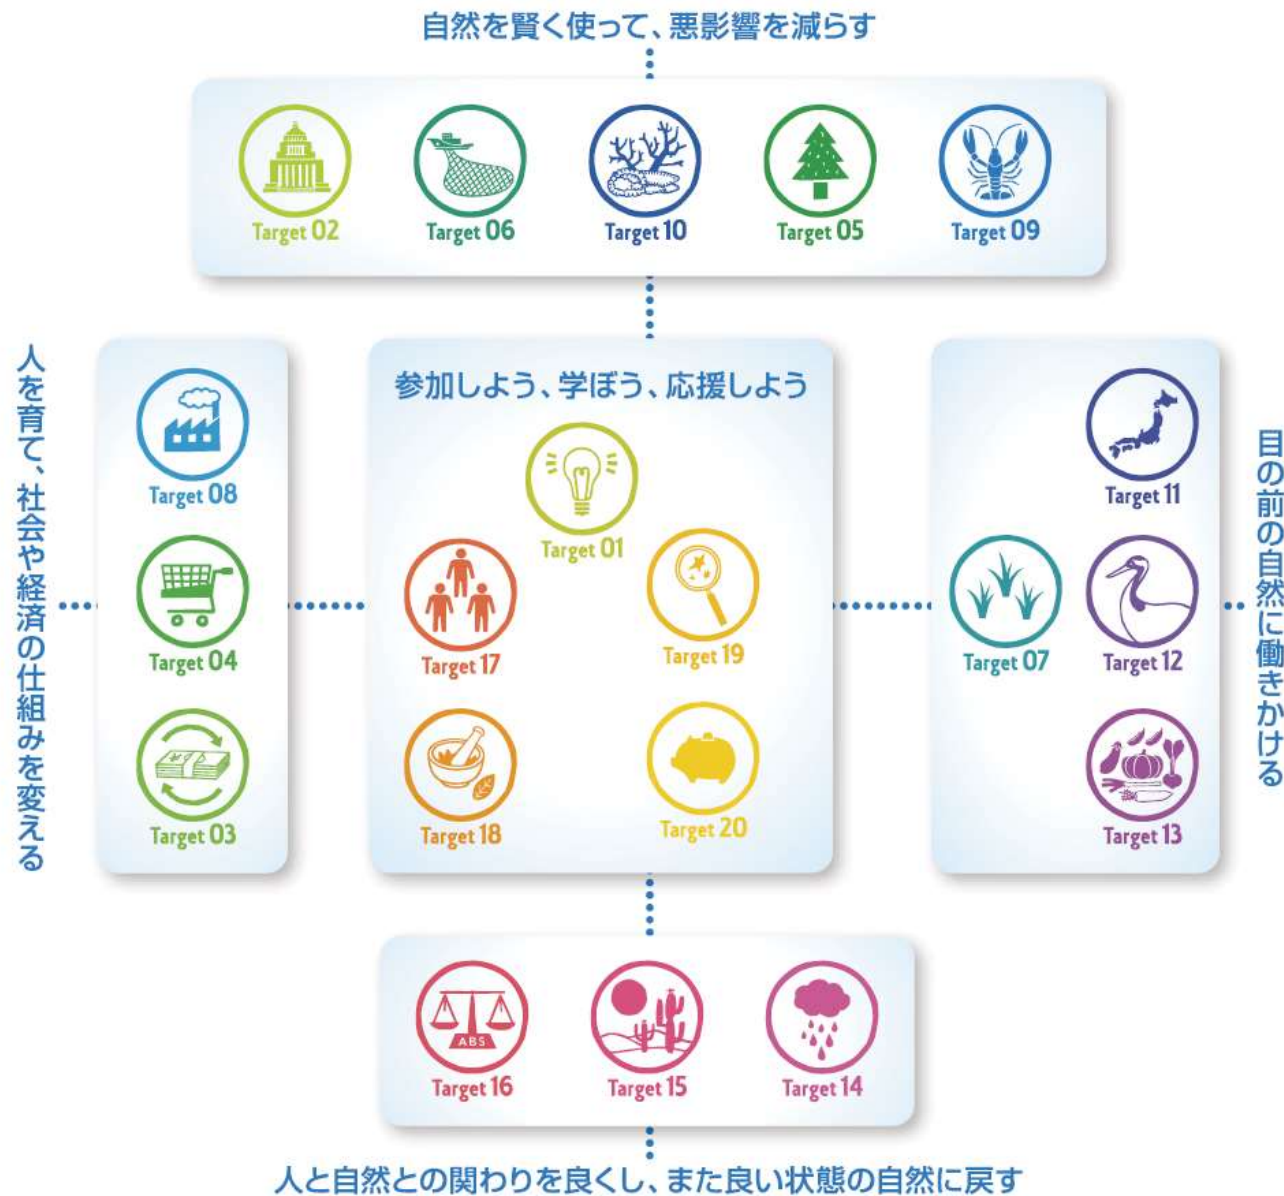 自然を賢く使って、悪影響を減らす
Target 02
Target 06
Target 10
Target 05
Target 09
人を育て、社会や経済の仕組みを変える
Target 08
Target 04
Target 03
参加しよう、学ぼう、応援しよう
Target 01
Target 17
Target 19
Target 18
Target 20
Target 11
Target 07
Target 12
Target 13
目の前の自然に働きかける
ABS
Target 16
Target 15
Target 14
人と自然との関わりを良くし、また良い状態の自然に戻す